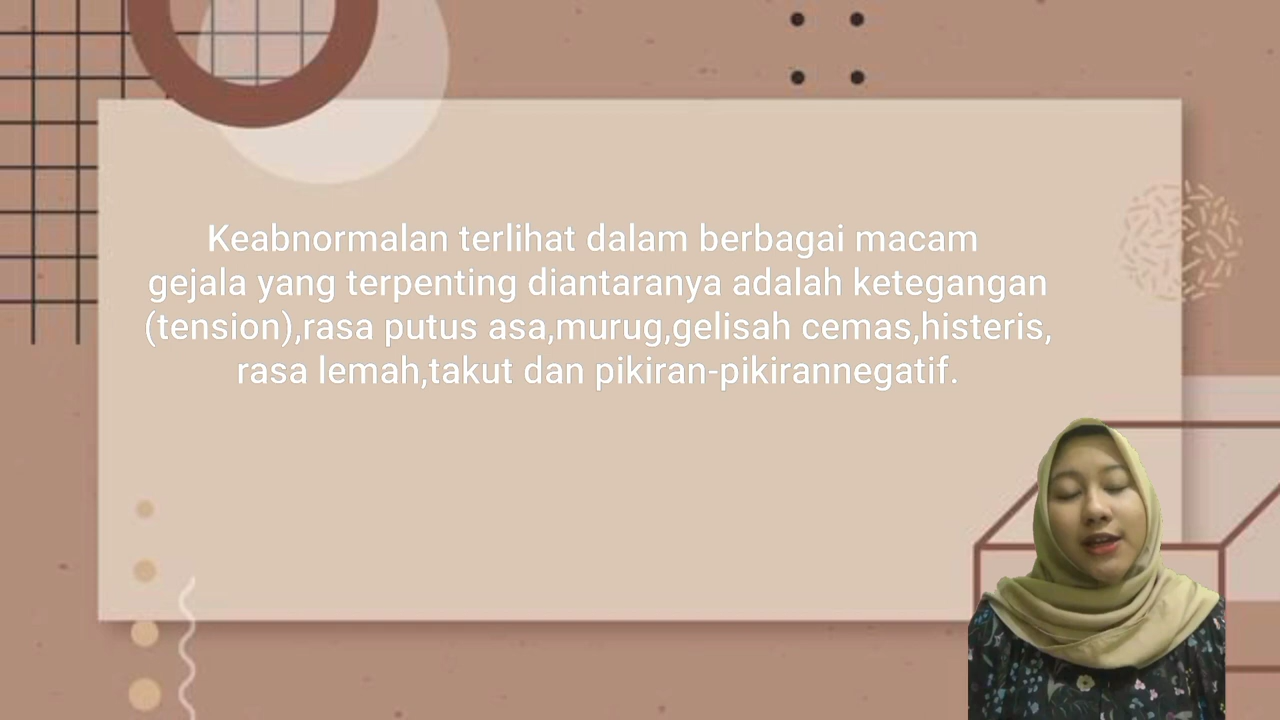 Keabnormalan terlihat dalam berbagai macam
gejala yang terpenting diantaranya adalah ketegangan
(tension),rasa putus asa,murug,gelisah cemas,histeris,
rasa lemah,takut dan pikiran-pikirannegatif.